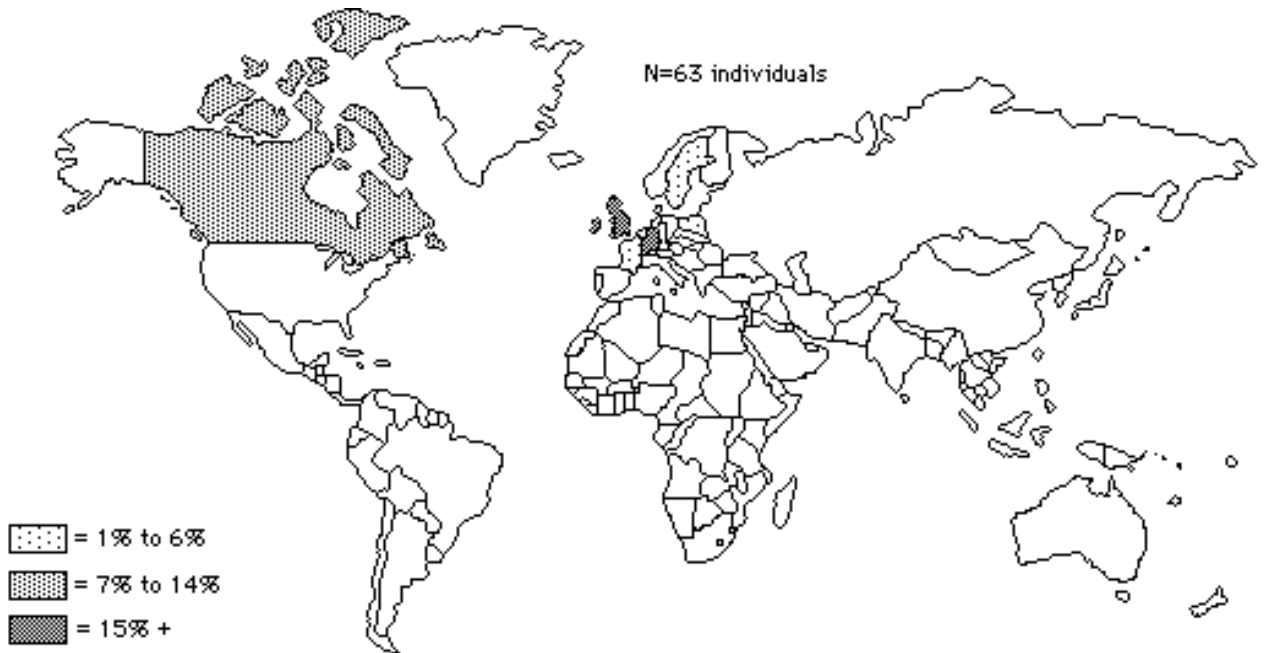 N=63 individuals
= 1% to 6%
= 7% to 14%
= 15% +